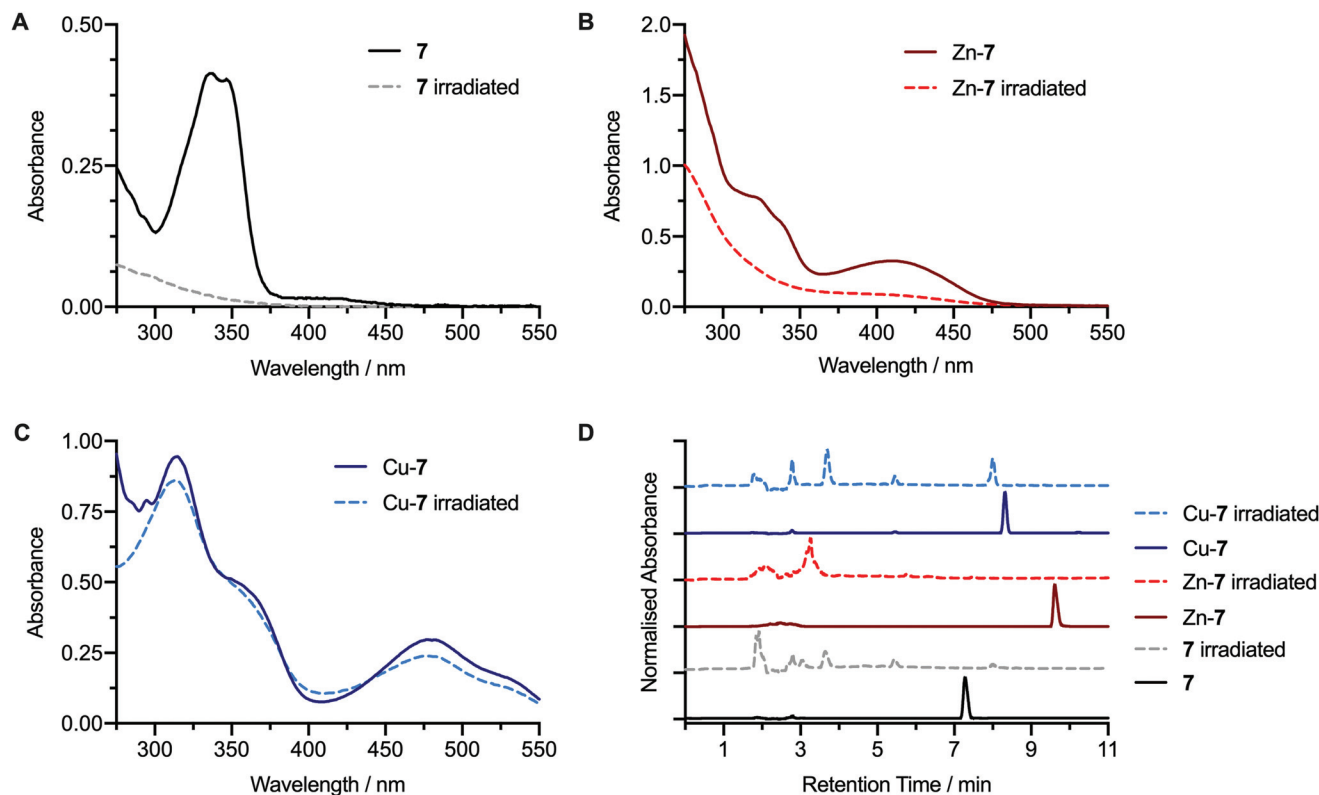 A
0.50
0.25
0.00
Absorbance
300 350 400 450 500 550
Wavelength / nm
7
7 irradiated
B
2.0
1.5
1.0
0.5
0.0
Absorbance
300 350 400 450 500 550
Wavelength / nm
Zn-7
Zn-7 irradiated
C
1.00
0.75
0.50
0.25
0.00
Absorbance
300 350 400 450 500 550
Wavelength / nm
Cu-7
Cu-7 irradiated
D
Normalised Absorbance
1 3 5 7 9 11
Retention Time / min
Cu-7 irradiated
Cu-7
Zn-7 irradiated
Zn-7
7 irradiated
7